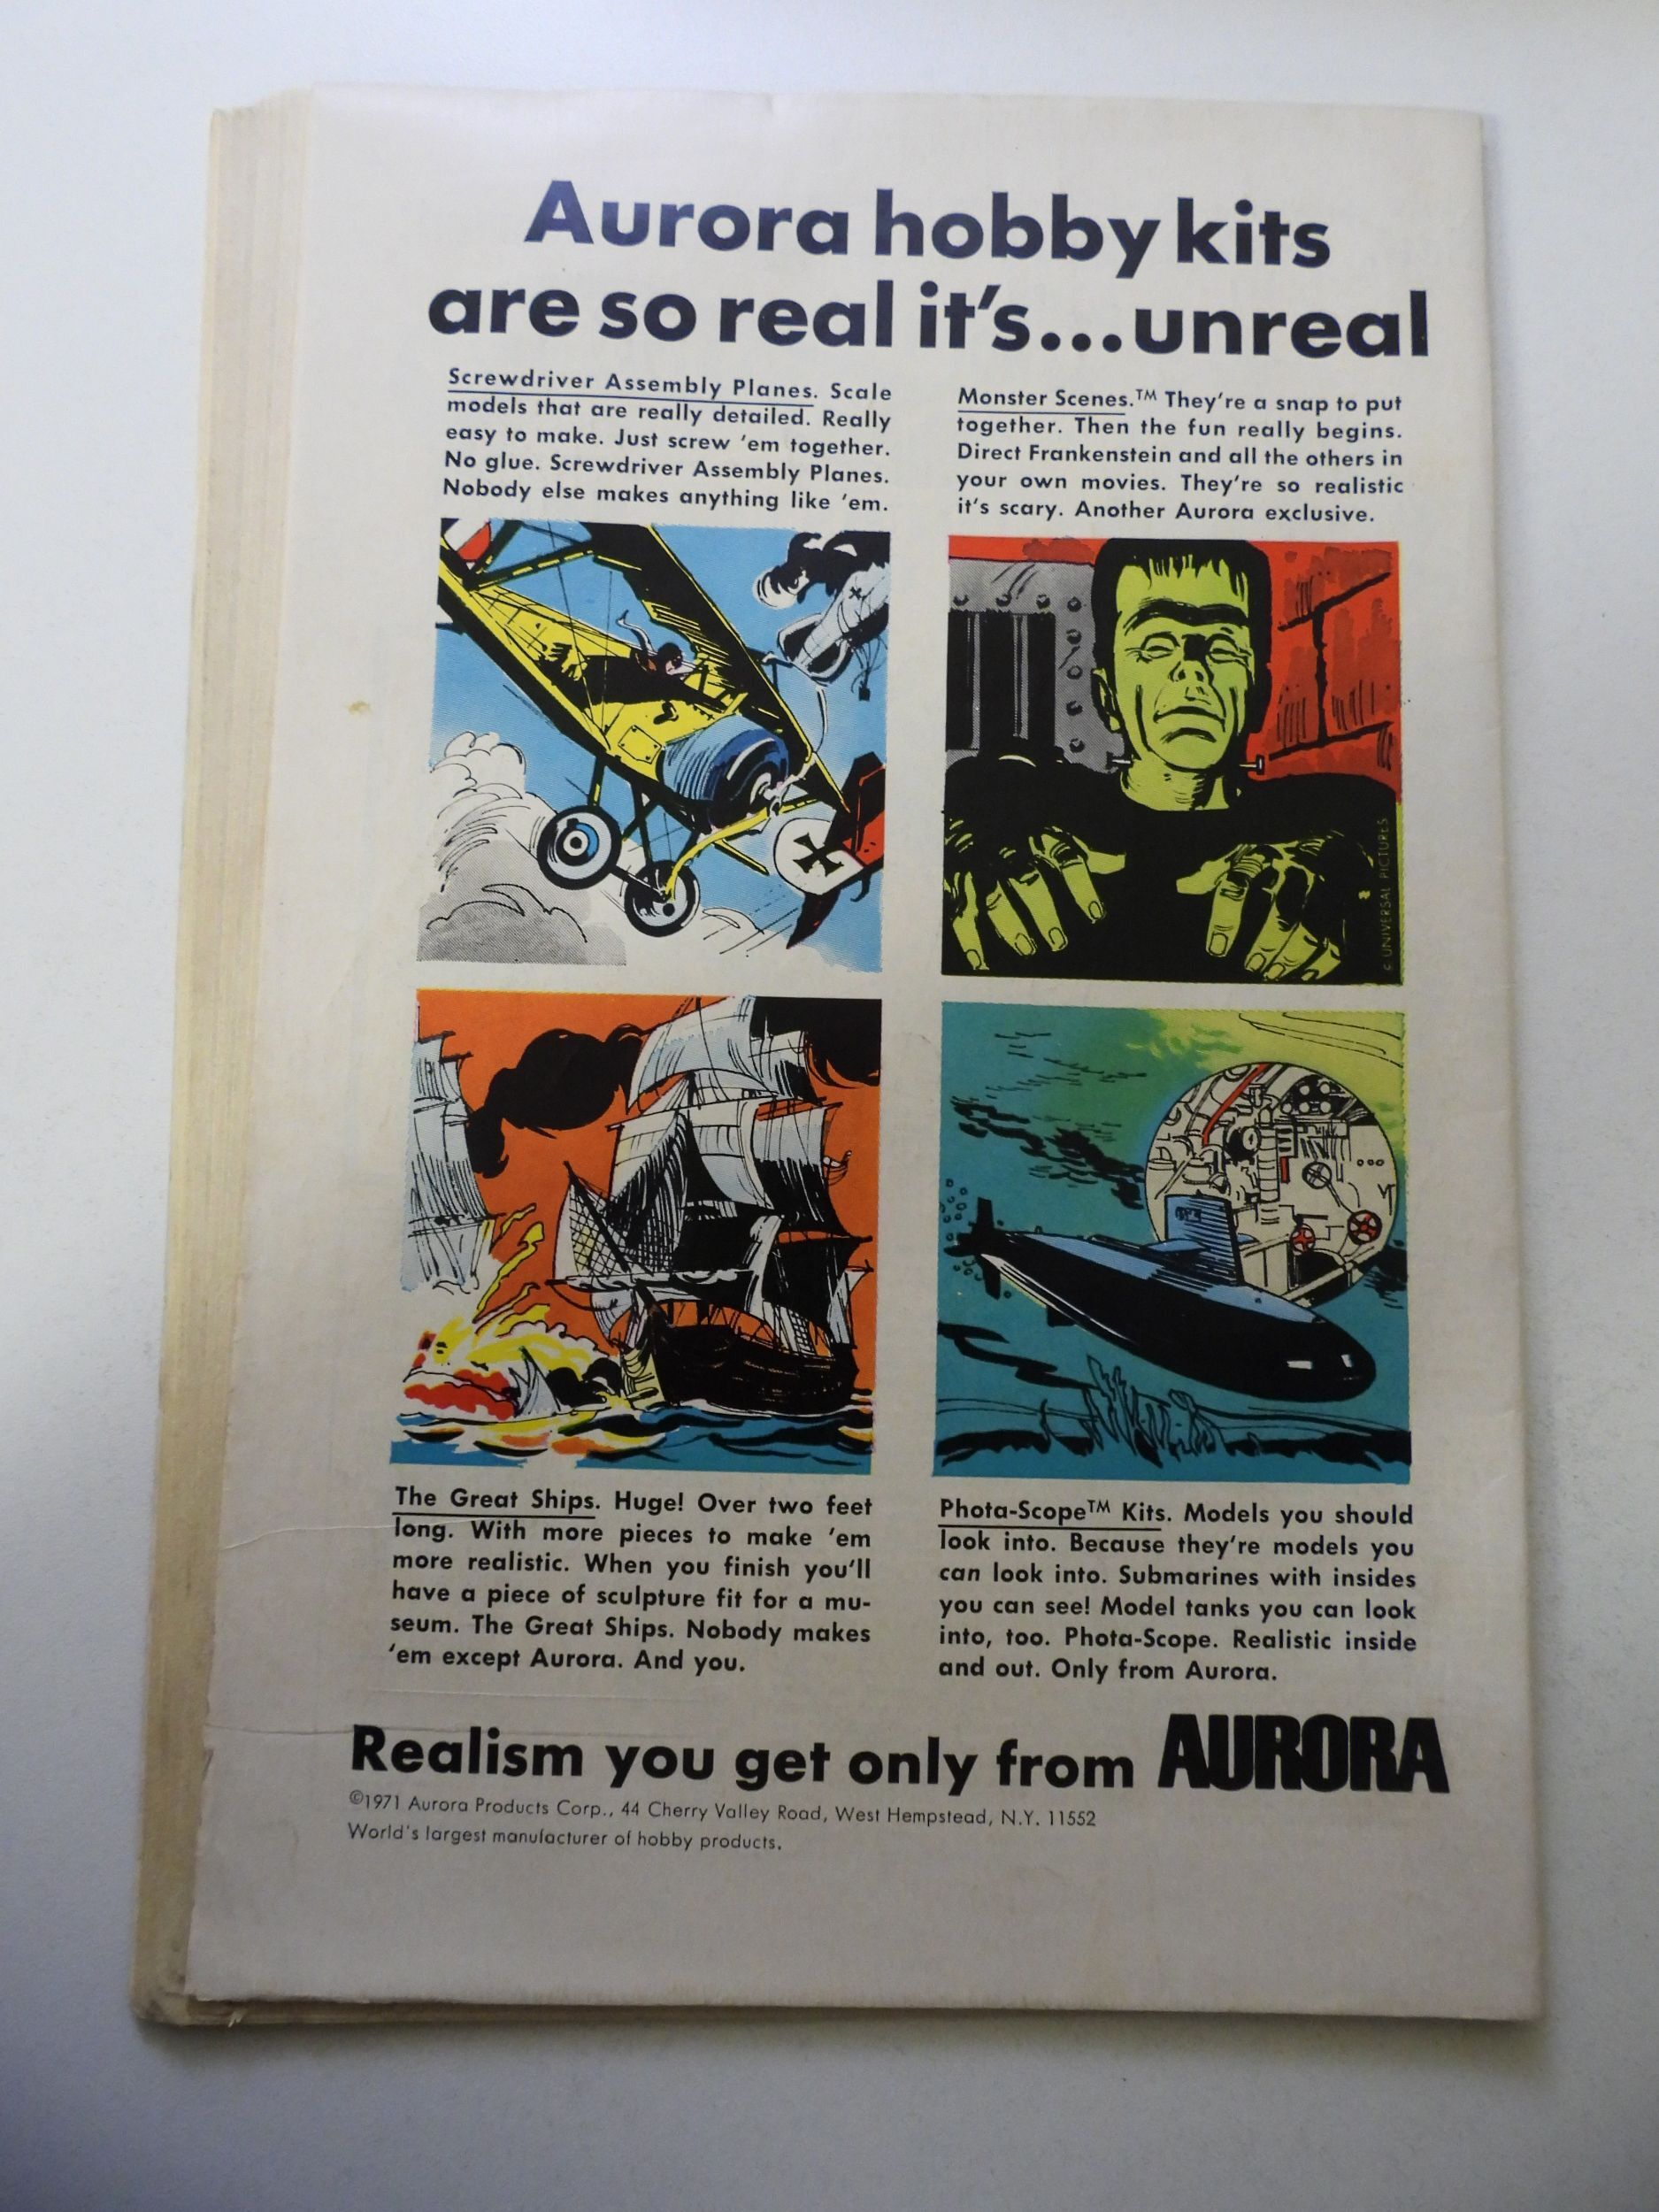 Aurora hobby kits
are so real it's...unreal
Screwdriver Assembly Planes. Scale
models that are really detailed. Really
easy to make. Just screw 'em together.
No glue. Screwdriver Assembly Planes.
Nobody else makes anything like 'em.
Monster Scenes.™ They're a snap to put
together. Then the fun really begins.
Direct Frankenstein and all the others in
your own movies. They're so realistic
it's scary. Another Aurora exclusive.
© UNIVERSAL PICTURES
The Great Ships. Huge! Over two feet
long. With more pieces to make 'em
more realistic. When you finish you'll
have a piece of sculpture fit for a mu-
seum. The Great Ships. Nobody makes
'em except Aurora. And you.
Phota-Scope™ Kits. Models you should
look into. Because they're models you
can look into. Submarines with insides
you can see! Model tanks you can look
into, too. Phota-Scope. Realistic inside
and out. Only from Aurora.
Realism you get only from AURORA
©1971 Aurora Products Corp., 44 Cherry Valley Road, West Hempstead, N.Y. 11552
World's largest manufacturer of hobby products.